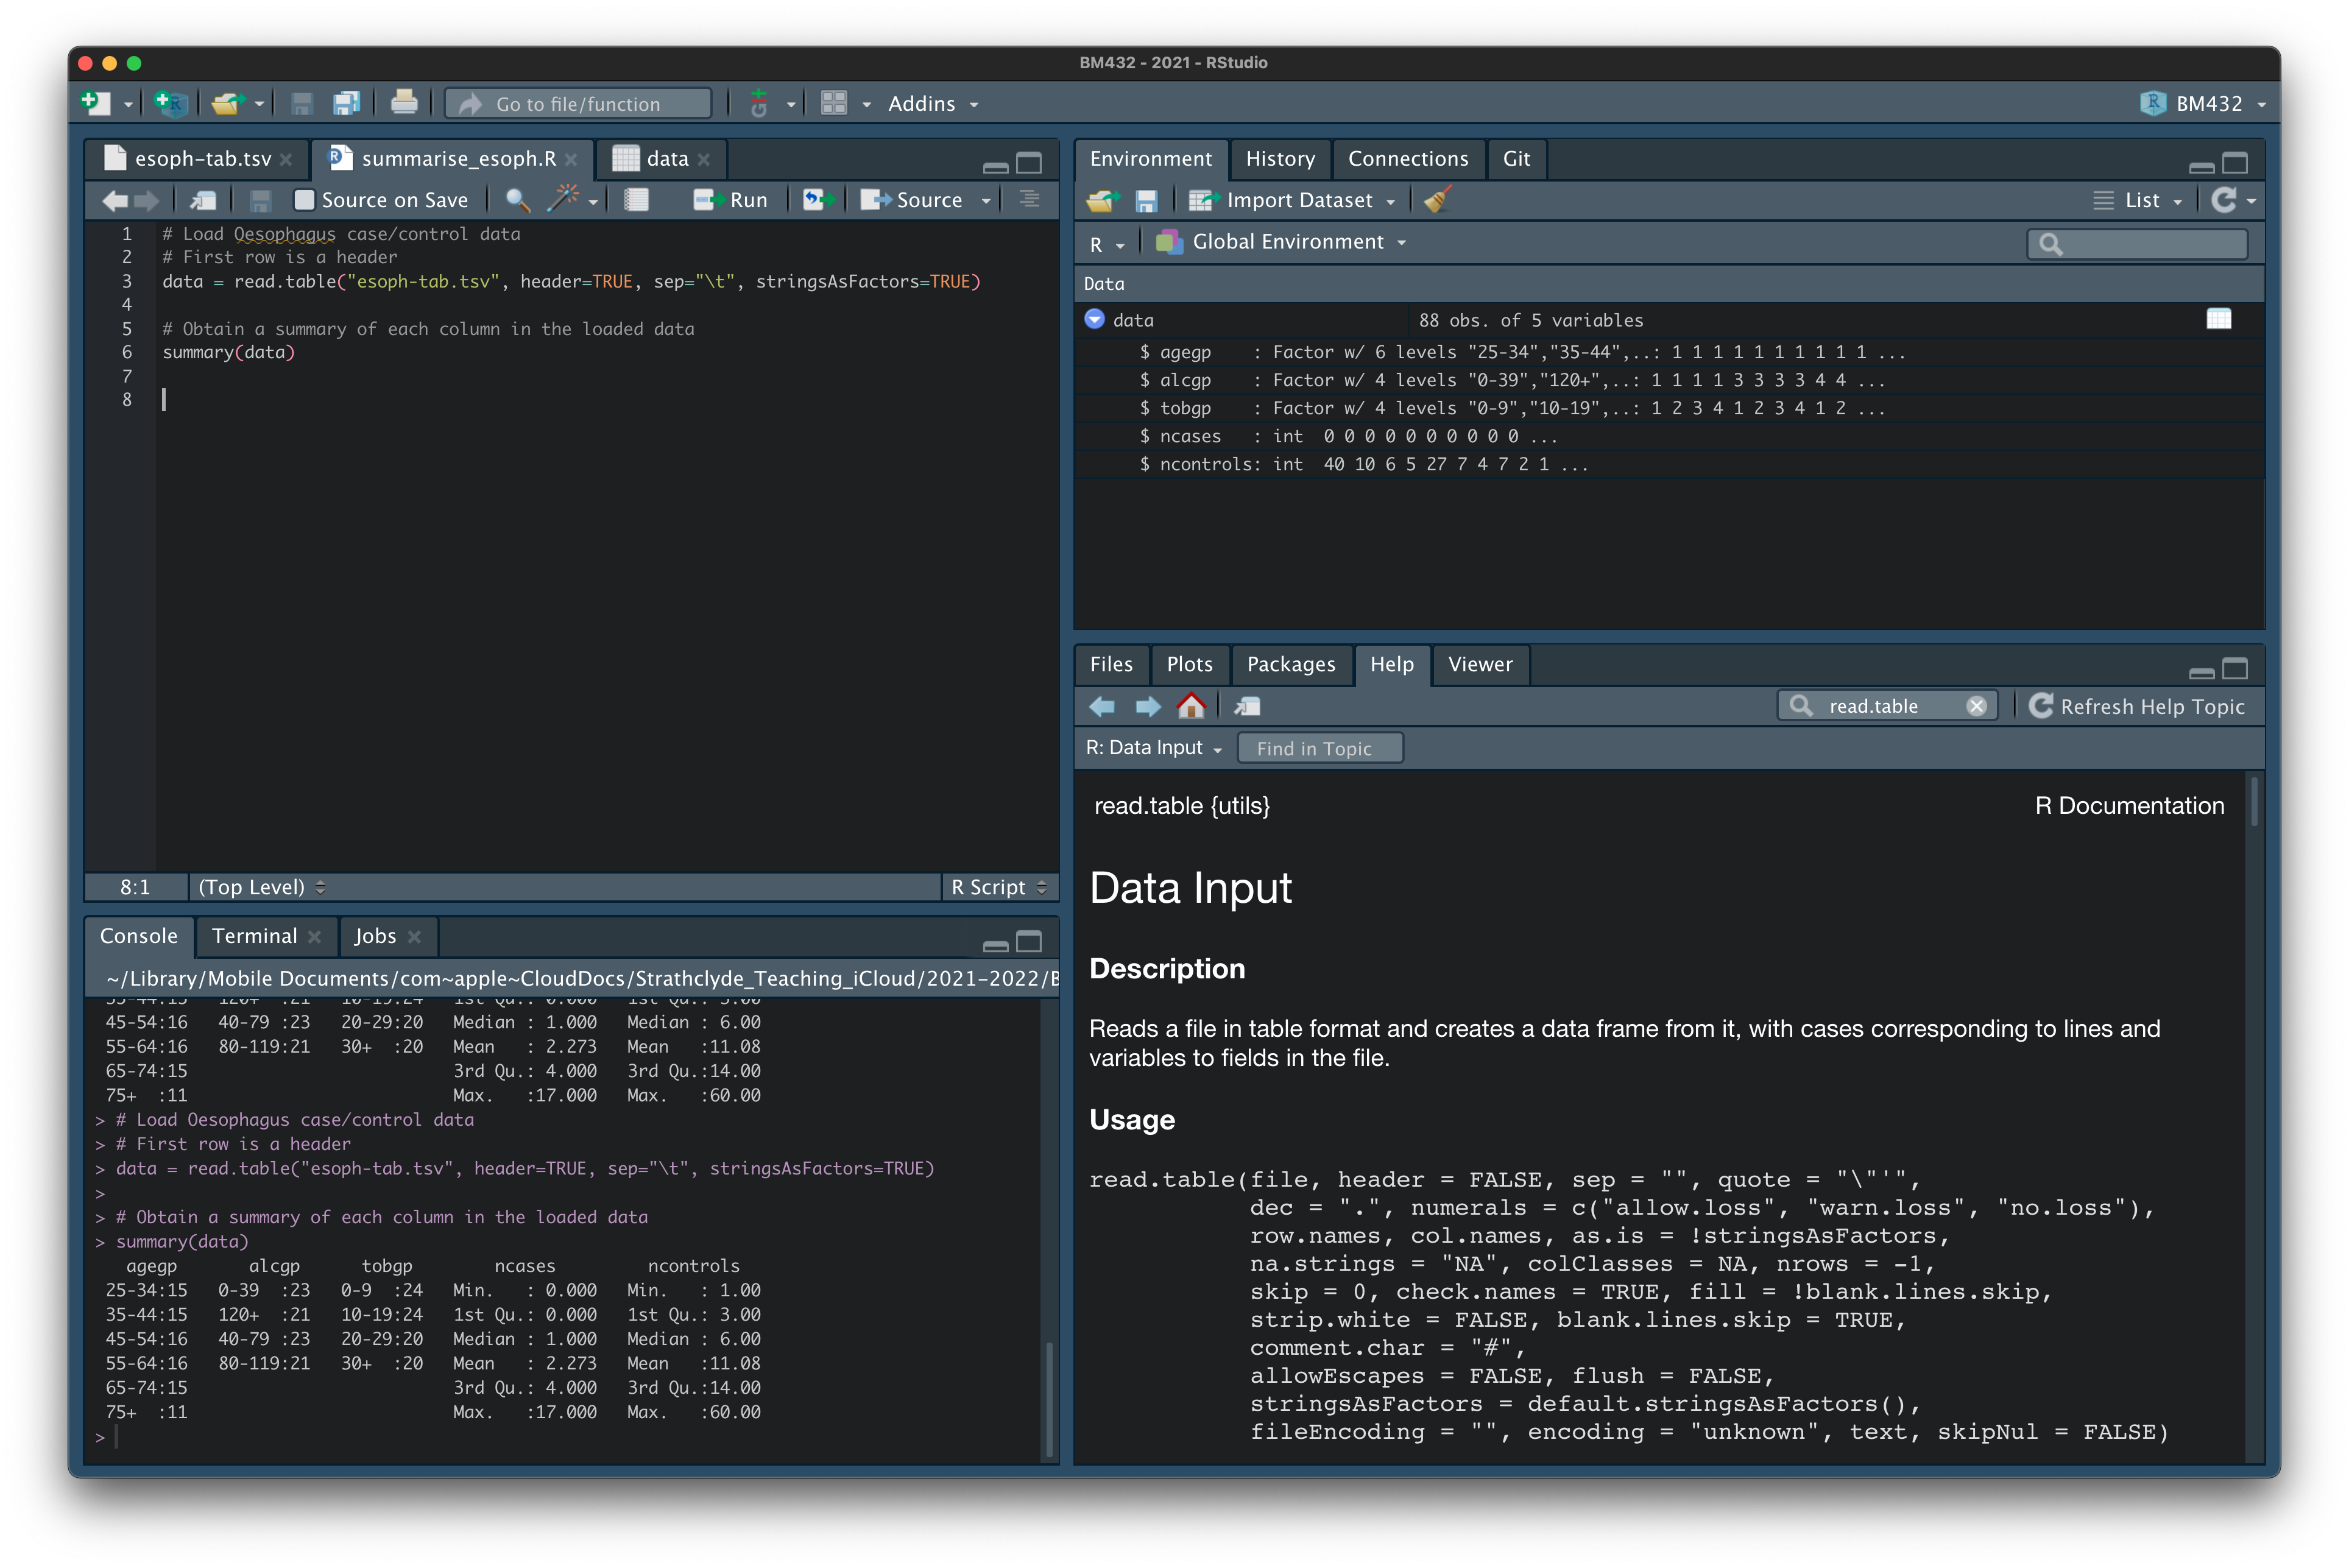 BM432 - 2021 - RStudio
Go to file/function
Addins
BM432
esoph-tab.tsv
summarise_esoph.R
data
Source on Save
Run
Source
1 # Load Oesophagus case/control data
2 # First row is a header
3 data = read.table("esoph-tab.tsv", header=TRUE, sep="\t", stringsAsFactors=TRUE)
4
5 # Obtain a summary of each column in the loaded data
6 summary(data)
7
8
8:1 (Top Level) R Script
Console Terminal Jobs
~/Library/Mobile Documents/com~apple~CloudDocs/Strathclyde_Teaching_iCloud/2021-2022/B
35-44:15   120+  :21   10-19:24   1st Qu.: 0.000   1st Qu.: 3.00
45-54:16   40-79 :23   20-29:20   Median : 1.000   Median : 6.00
55-64:16   80-119:21   30+  :20   Mean   : 2.273   Mean   :11.08
65-74:15                          3rd Qu.: 4.000   3rd Qu.:14.00
75+  :11                          Max.   :17.000   Max.   :60.00
> # Load Oesophagus case/control data
> # First row is a header
> data = read.table("esoph-tab.tsv", header=TRUE, sep="\t", stringsAsFactors=TRUE)
>
> # Obtain a summary of each column in the loaded data
> summary(data)
agegp      alcgp      tobgp        ncases         ncontrols
25-34:15   0-39  :23   0-9  :24   Min.   : 0.000   Min.   : 1.00
35-44:15   120+  :21   10-19:24   1st Qu.: 0.000   1st Qu.: 3.00
45-54:16   40-79 :23   20-29:20   Median : 1.000   Median : 6.00
55-64:16   80-119:21   30+  :20   Mean   : 2.273   Mean   :11.08
65-74:15                          3rd Qu.: 4.000   3rd Qu.:14.00
75+  :11                          Max.   :17.000   Max.   :60.00
>
Environment History Connections Git
Import Dataset
List
R Global Environment
Data
data 88 obs. of 5 variables
$ agegp    : Factor w/ 6 levels "25-34","35-44",..: 1 1 1 1 1 1 1 1 1 1 ...
$ alcgp    : Factor w/ 4 levels "0-39","120+",..: 1 1 1 1 3 3 3 3 4 4 ...
$ tobgp    : Factor w/ 4 levels "0-9","10-19",..: 1 2 3 4 1 2 3 4 1 2 ...
$ ncases   : int  0 0 0 0 0 0 0 0 0 0 ...
$ ncontrols: int  40 10 6 5 27 7 4 7 2 1 ...
Files Plots Packages Help Viewer
read.table
Refresh Help Topic
R: Data Input
Find in Topic
read.table {utils} R Documentation
Data Input
Description
Reads a file in table format and creates a data frame from it, with cases corresponding to lines and
variables to fields in the file.
Usage
read.table(file, header = FALSE, sep = "", quote = "\"'",
dec = ".", numerals = c("allow.loss", "warn.loss", "no.loss"),
row.names, col.names, as.is = !stringsAsFactors,
na.strings = "NA", colClasses = NA, nrows = -1,
skip = 0, check.names = TRUE, fill = !blank.lines.skip,
strip.white = FALSE, blank.lines.skip = TRUE,
comment.char = "#",
allowEscapes = FALSE, flush = FALSE,
stringsAsFactors = default.stringsAsFactors(),
fileEncoding = "", encoding = "unknown", text, skipNul = FALSE)